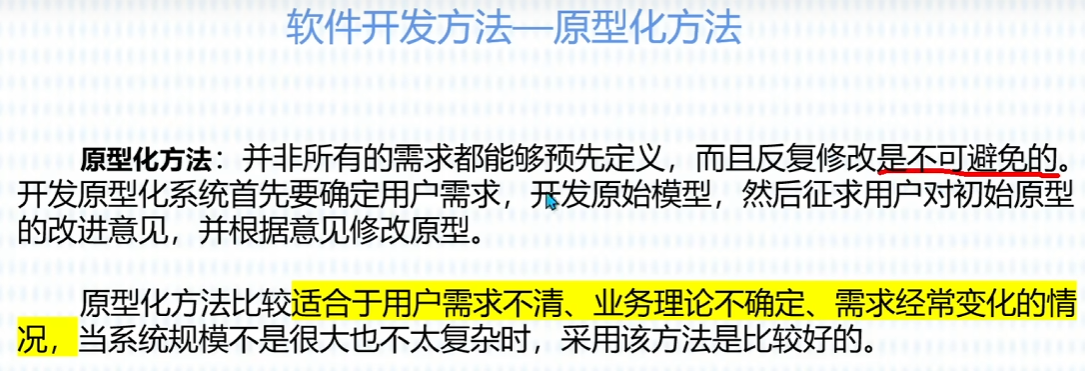 软件开发方法—原型化方法
原型化方法：并非所有的需求都能够预先定义，而且反复修改是不可避免的。
开发原型化系统首先要确定用户需求，开发原始模型，然后征求用户对初始原型
的改进意见，并根据意见修改原型。
原型化方法比较适合于用户需求不清、业务理论不确定、需求经常变化的情
况，当系统规模不是很大也不太复杂时，采用该方法是比较好的。